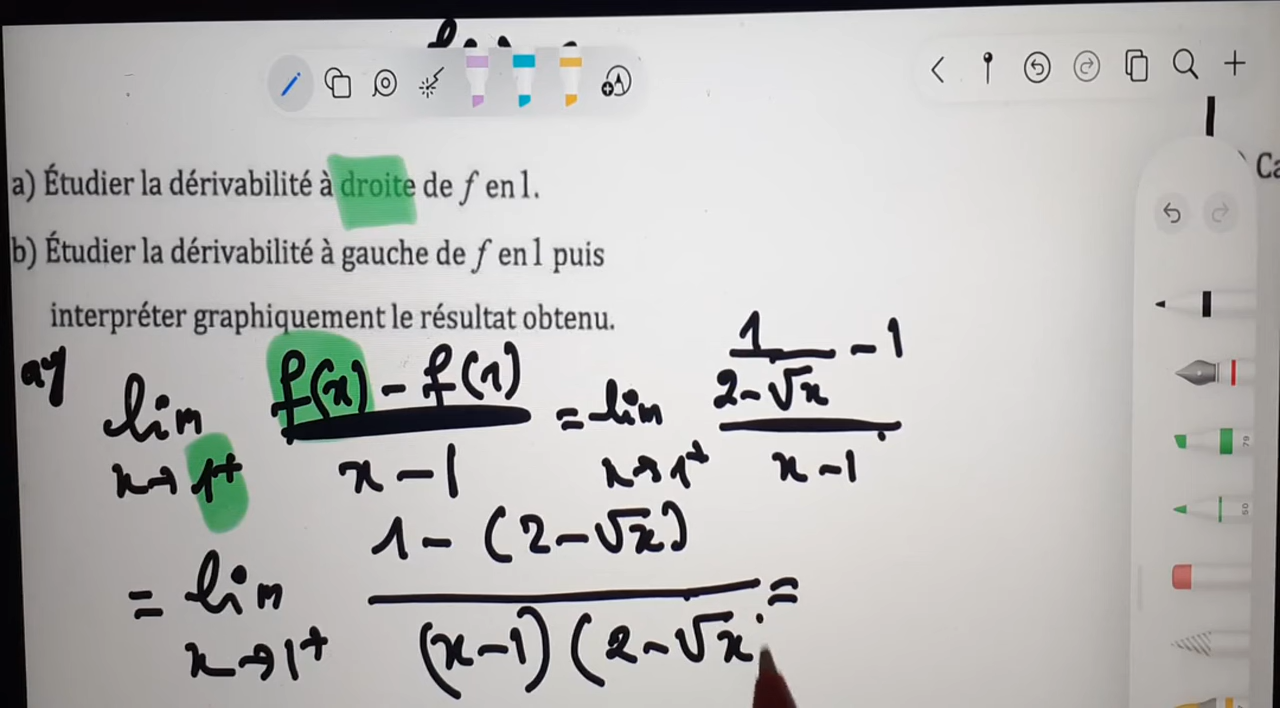 a) Étudier la dérivabilité à droite de f en 1.
b) Étudier la dérivabilité à gauche de f en 1 puis
interpréter graphiquement le résultat obtenu.
a) lim x→1⁺ (f(x) − f(1))/(x − 1) = lim x→1⁺ (1/(2−√x) − 1)/(x − 1)
= lim x→1⁺ (1 − (2 − √x))/((x − 1)(2 − √x =